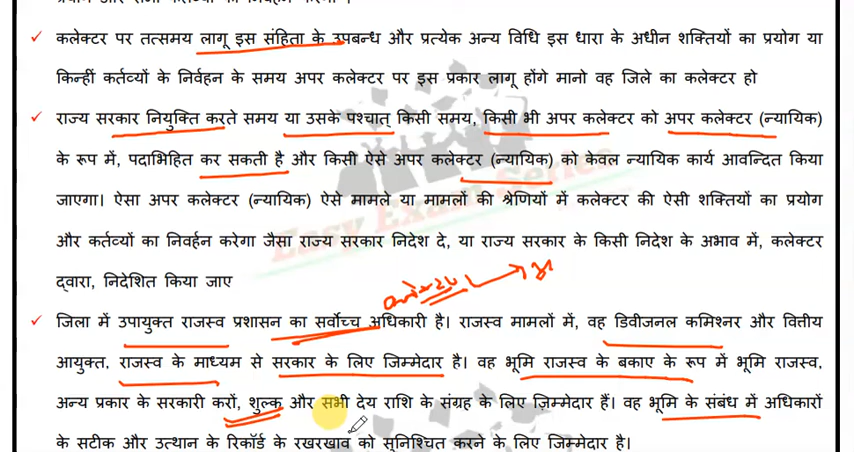 ✓ कलेक्टर पर तत्समय लागू इस संहिता के उपबन्ध और प्रत्येक अन्य विधि इस धारा के अधीन शक्तियों का प्रयोग या
किन्हीं कर्तव्यों के निर्वहन के समय अपर कलेक्टर पर इस प्रकार लागू होंगे मानो वह जिले का कलेक्टर हो
✓ राज्य सरकार नियुक्ति करते समय या उसके पश्चात् किसी समय, किसी भी अपर कलेक्टर को अपर कलेक्टर (न्यायिक)
के रूप में, पदाभिहित कर सकती है और किसी ऐसे अपर कलेक्टर (न्यायिक) को केवल न्यायिक कार्य आवन्दित किया
जाएगा। ऐसा अपर कलेक्टर (न्यायिक) ऐसे मामले या मामलों की श्रेणियों में कलेक्टर की ऐसी शक्तियों का प्रयोग
और कर्तव्यों का निवर्हन करेगा जैसा राज्य सरकार निदेश दे, या राज्य सरकार के किसी निदेश के अभाव में, कलेक्टर
द्वारा, निदेशित किया जाए
✓ जिला में उपायुक्त राजस्व प्रशासन का सर्वोच्च अधिकारी है। राजस्व मामलों में, वह डिवीजनल कमिश्नर और वित्तीय
आयुक्त, राजस्व के माध्यम से सरकार के लिए जिम्मेदार है। वह भूमि राजस्व के बकाए के रूप में भूमि राजस्व,
अन्य प्रकार के सरकारी करों, शुल्क और सभी देय राशि के संग्रह के लिए ज़िम्मेदार हैं। वह भूमि के संबंध में अधिकारों
के सटीक और उत्थान के रिकॉर्ड के रखरखाव को सुनिश्चित करने के लिए जिम्मेदार है।
Easy Exam Series